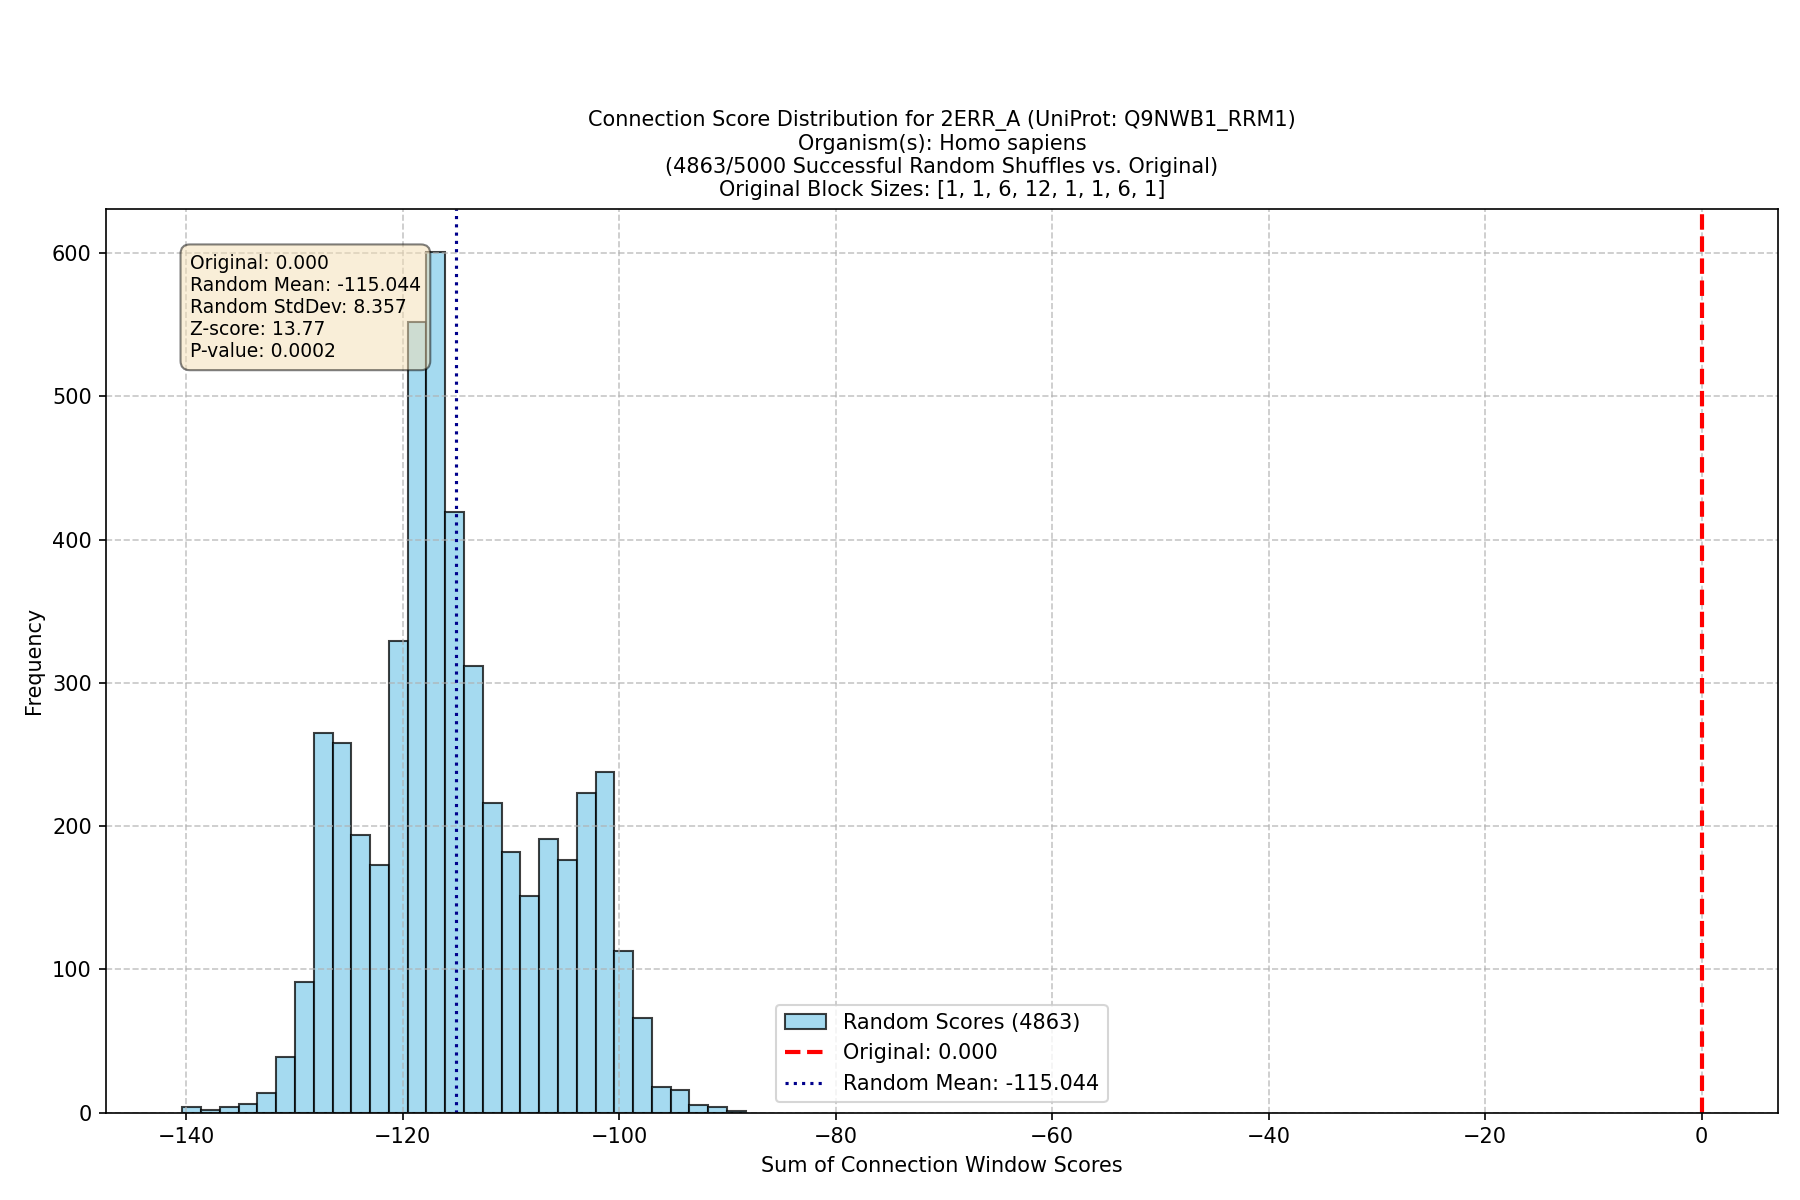 Connection Score Distribution for 2ERR_A (UniProt: Q9NWB1_RRM1)
Organism(s): Homo sapiens
(4863/5000 Successful Random Shuffles vs. Original)
Original Block Sizes: [1, 1, 6, 12, 1, 1, 6, 1]
Original: 0.000
Random Mean: -115.044
Random StdDev: 8.357
Z-score: 13.77
P-value: 0.0002
600
500
400
300
200
100
0
Frequency
Random Scores (4863)
Original: 0.000
Random Mean: -115.044
−140 −120 −100 −80 −60 −40 −20 0
Sum of Connection Window Scores